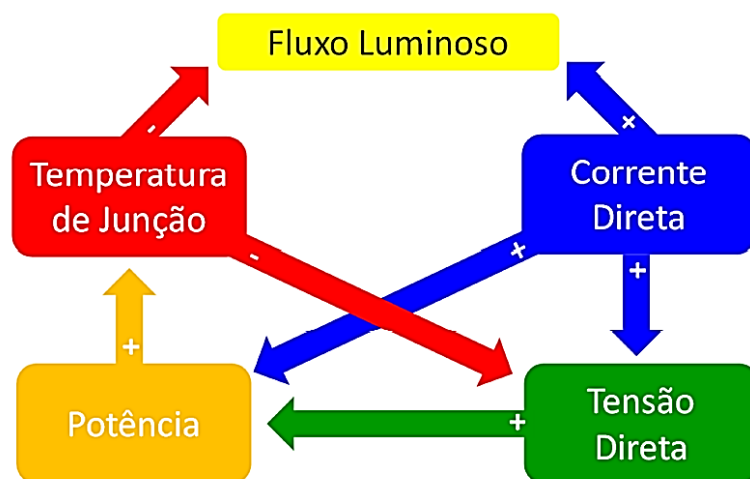 Fluxo Luminoso
-
+
Temperatura
de Junção
Corrente
Direta
-
+
+
+
Potência
+
Tensão
Direta